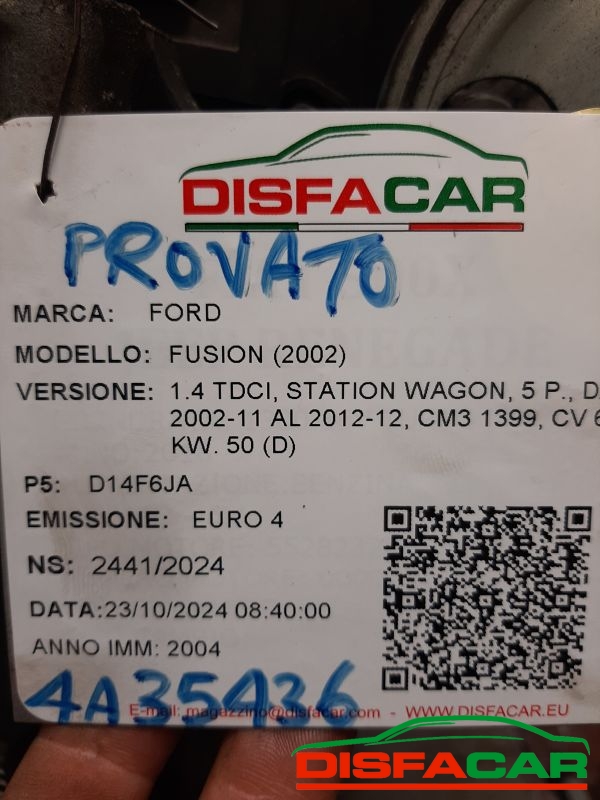 DISFACAR
PROVATO
MARCA: FORD
MODELLO: FUSION (2002)
VERSIONE: 1.4 TDCI, STATION WAGON, 5 P.,
2002-11 AL 2012-12, CM3 1399, CV 6
KW. 50 (D)
P5: D14F6JA
EMISSIONE: EURO 4
NS: 2441/2024
DATA:23/10/2024 08:40:00
ANNO IMM: 2004
4A35436
E-mail: magazzino@disfacar.com - WWW.DISFACAR.EU
DISFACAR